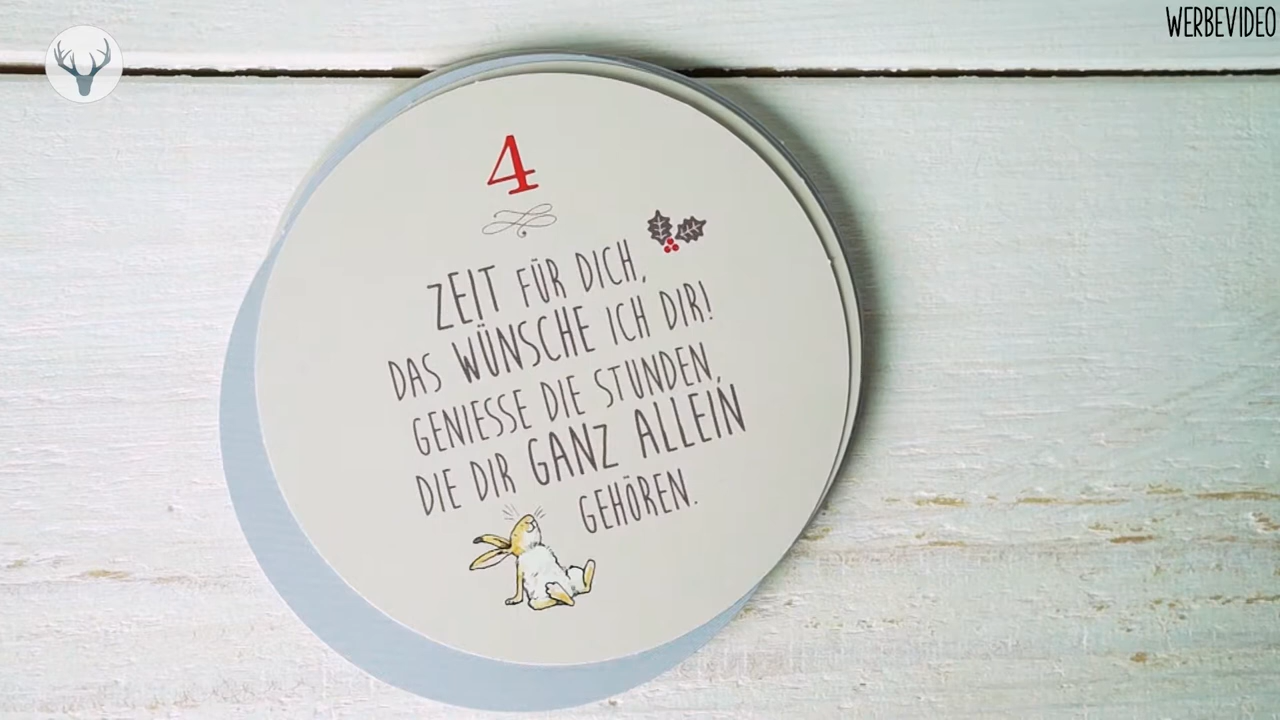 WERBEVIDEO
4
ZEIT FÜR DICH,
DAS WÜNSCHE ICH DIR!
GENIESSE DIE STUNDEN,
DIE DIR GANZ ALLEIN
GEHÖREN.